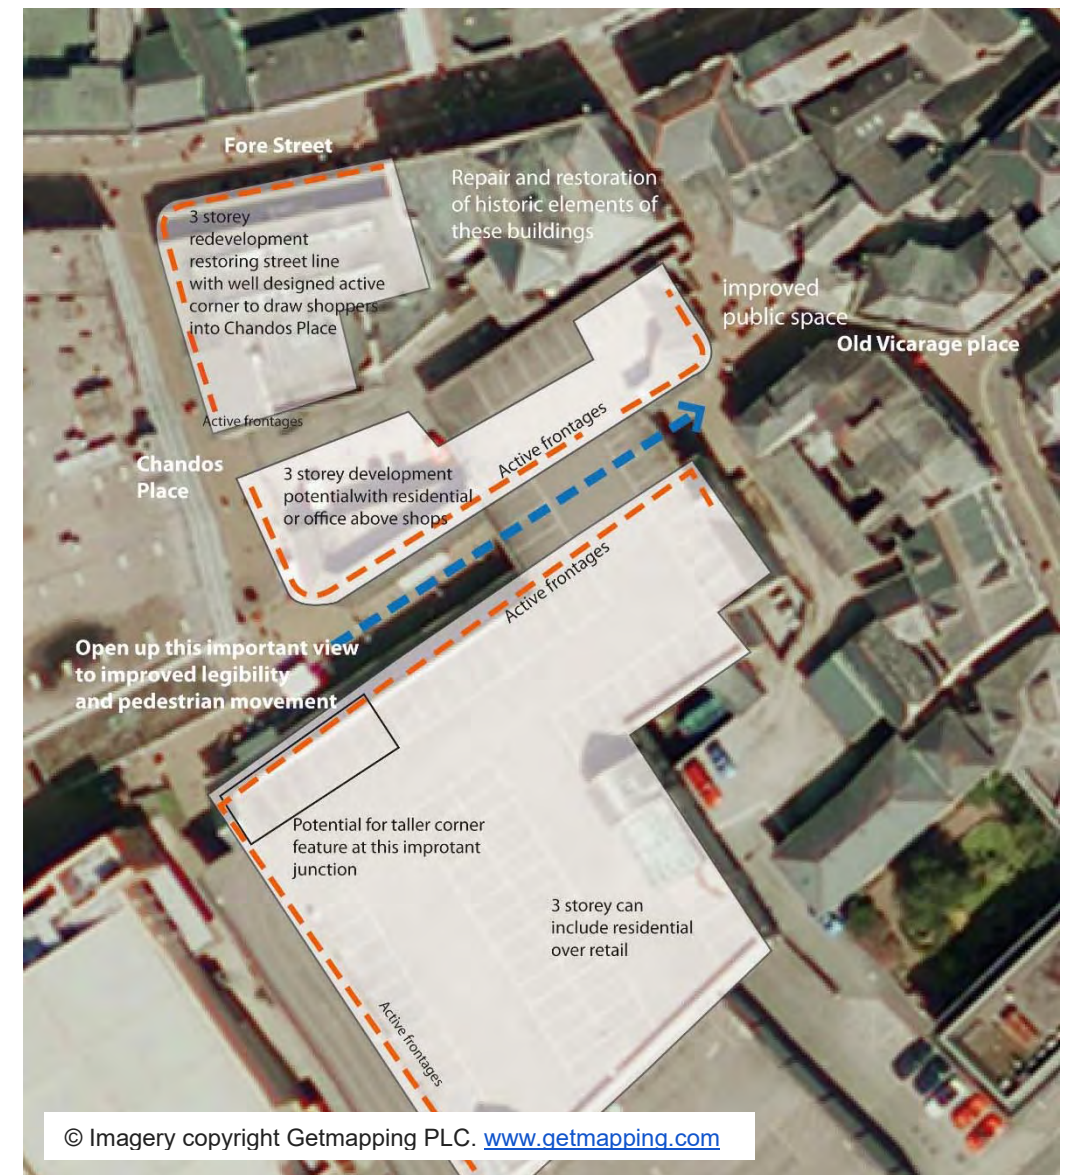 Fore Street
Repair and restoration
of historic elements of
these buildings
3 storey
redevelopment
restoring street line
with well designed active
corner to draw shoppers
into Chandos Place
improved
public space
Old Vicarage place
Active frontages
Chandos
Place
3 storey development
potentialwith residential
or office above shops
Active frontages
Active frontages
Open up this important view
to improved legibility
and pedestrian movement
Potential for taller corner
feature at this improtant
junction
3 storey can
include residential
over retail
Active frontages
© Imagery copyright Getmapping PLC. www.getmapping.com